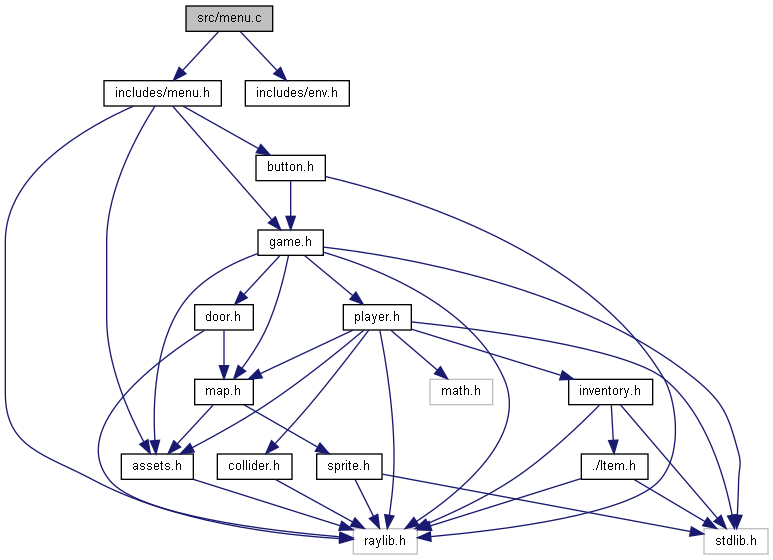 src/menu.c
includes/menu.h
includes/env.h
button.h
game.h
door.h
player.h
map.h
math.h
inventory.h
assets.h
collider.h
sprite.h
./Item.h
raylib.h
stdlib.h